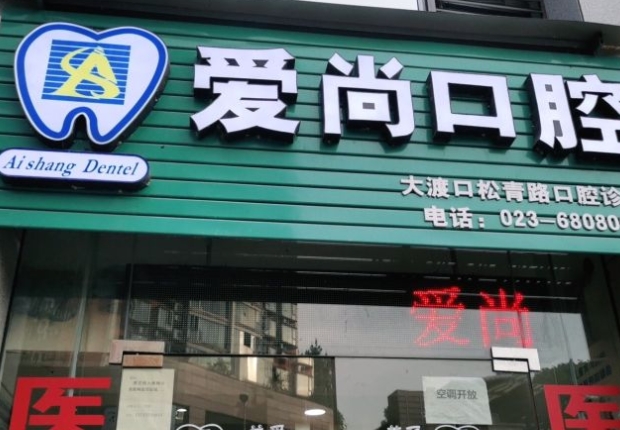 爱尚口腔
Ai shang Dentel
大渡口松青路口腔诊
电话：023-68080
爱尚
空调开放
医
医